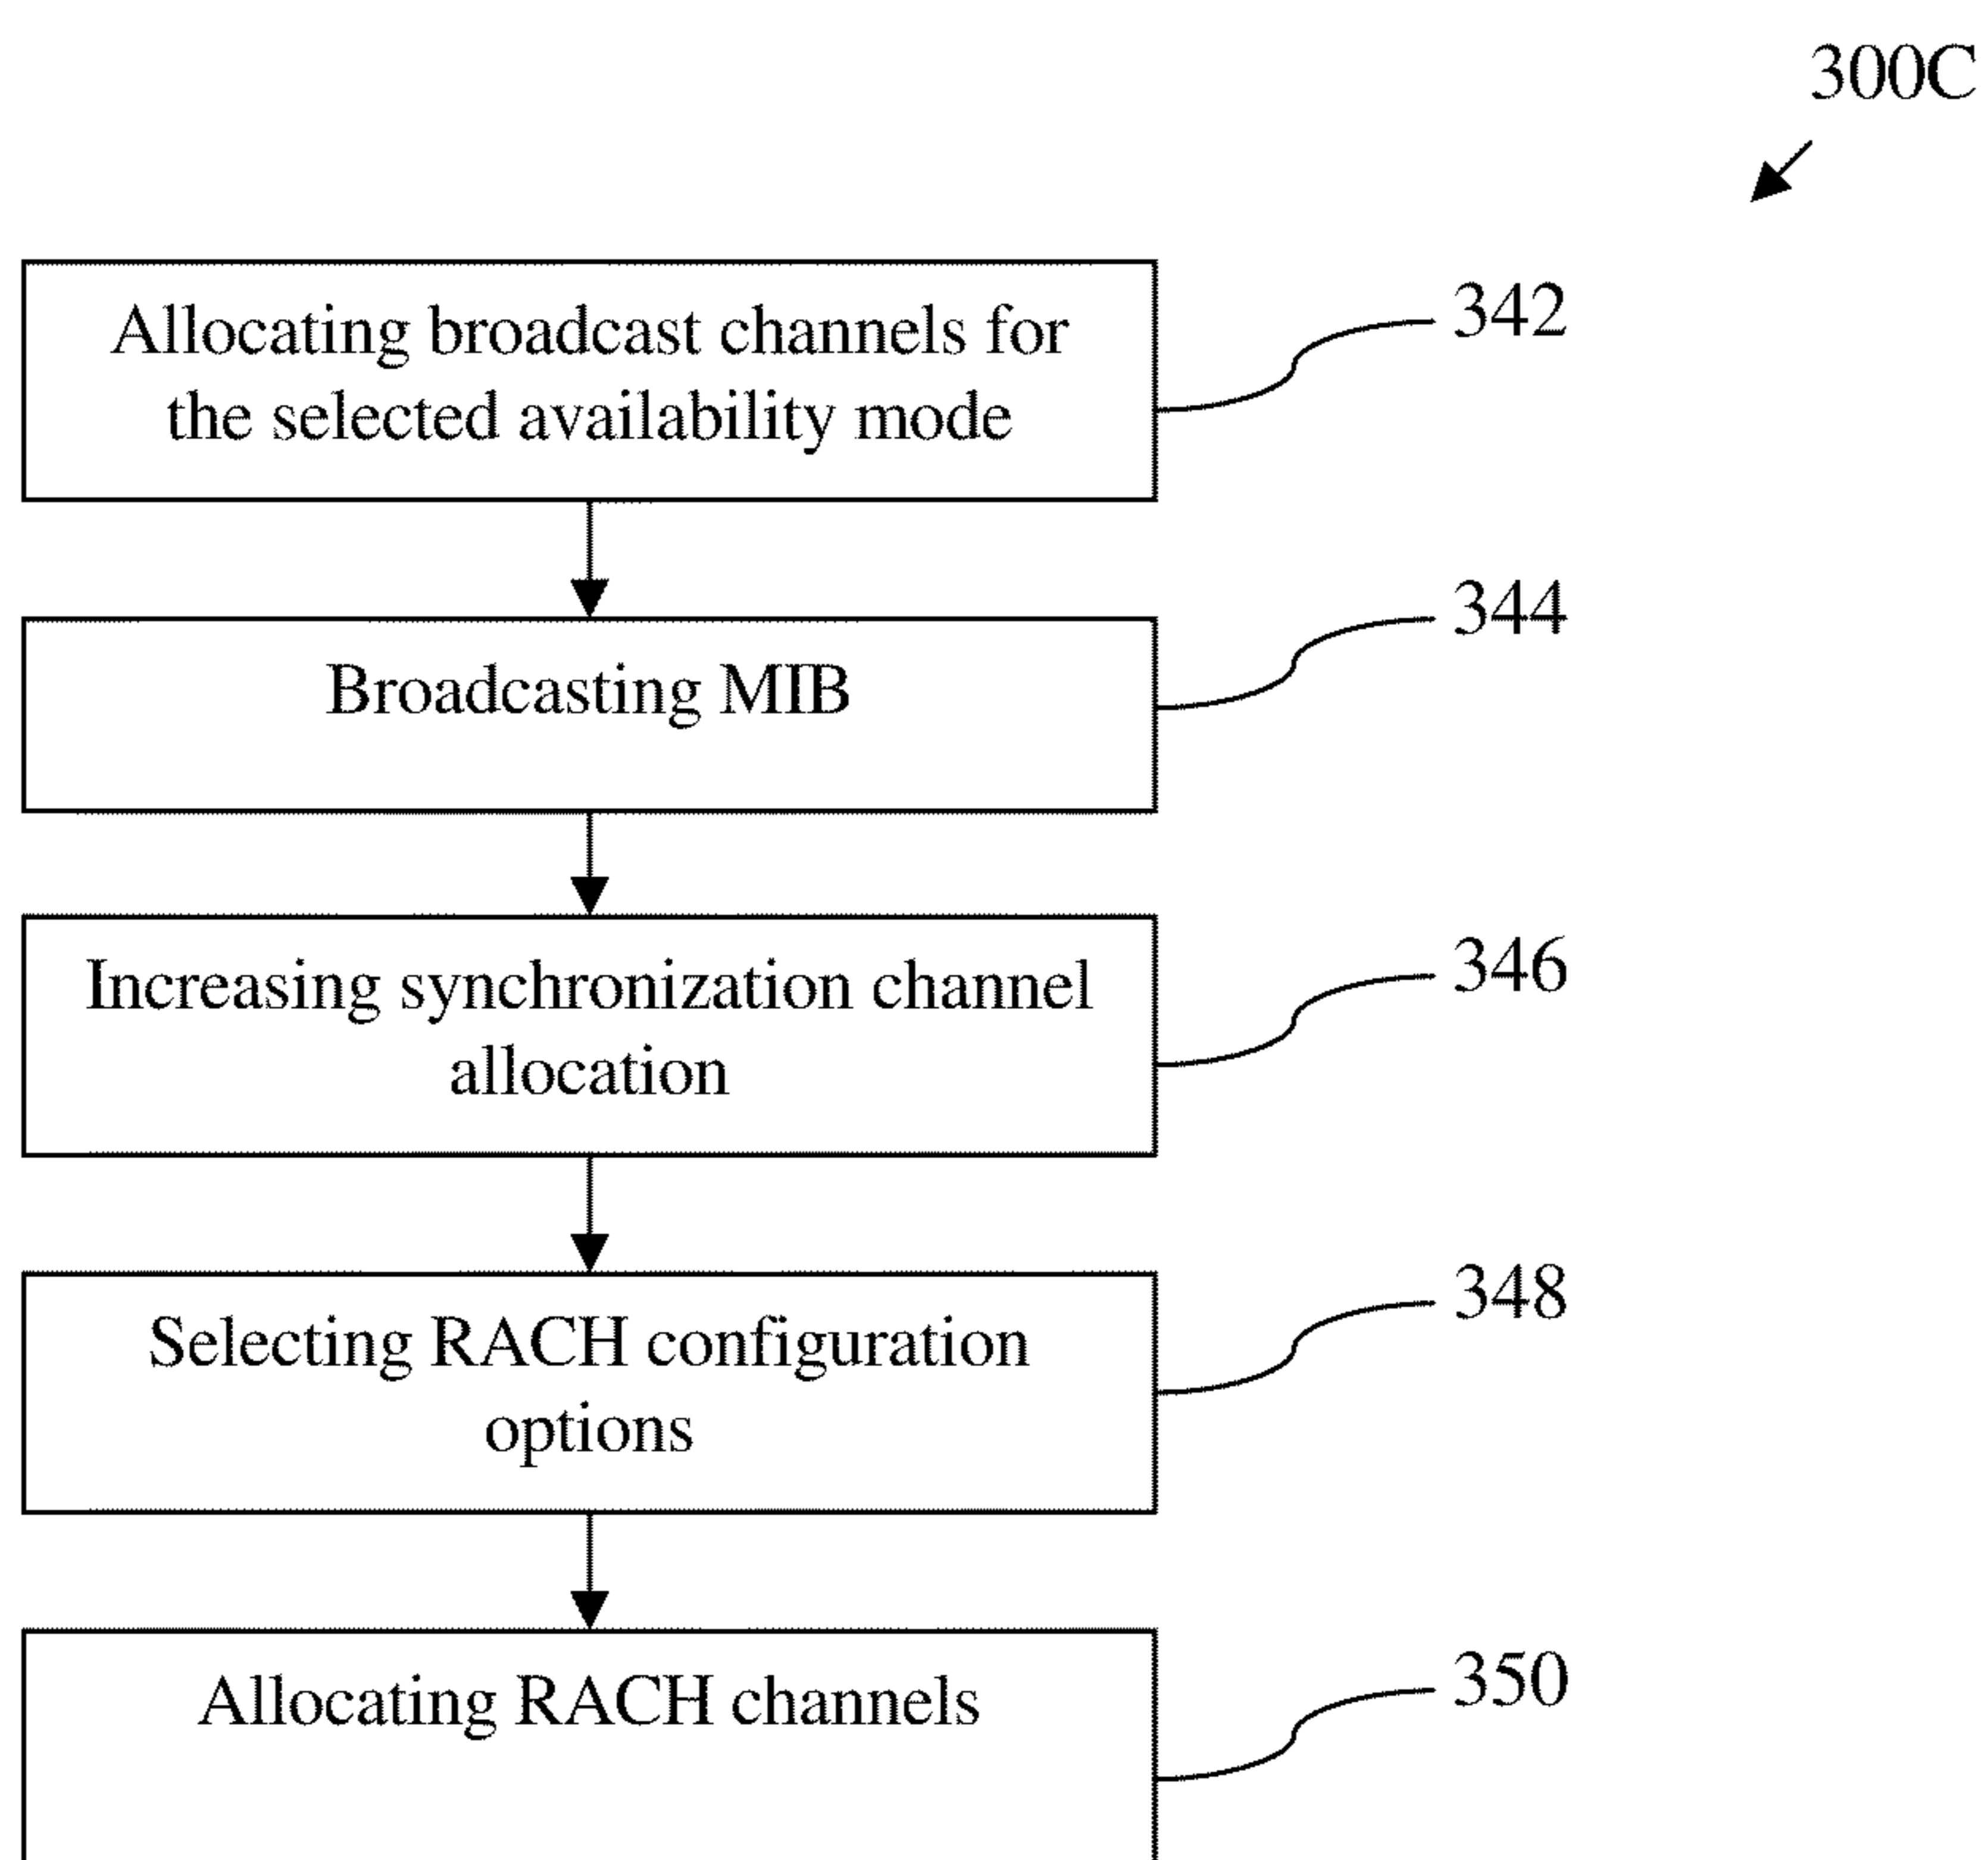 300C
Allocating broadcast channels for
the selected availability mode
342
Broadcasting MIB
344
Increasing synchronization channel
allocation
346
Selecting RACH configuration
options
348
Allocating RACH channels
350